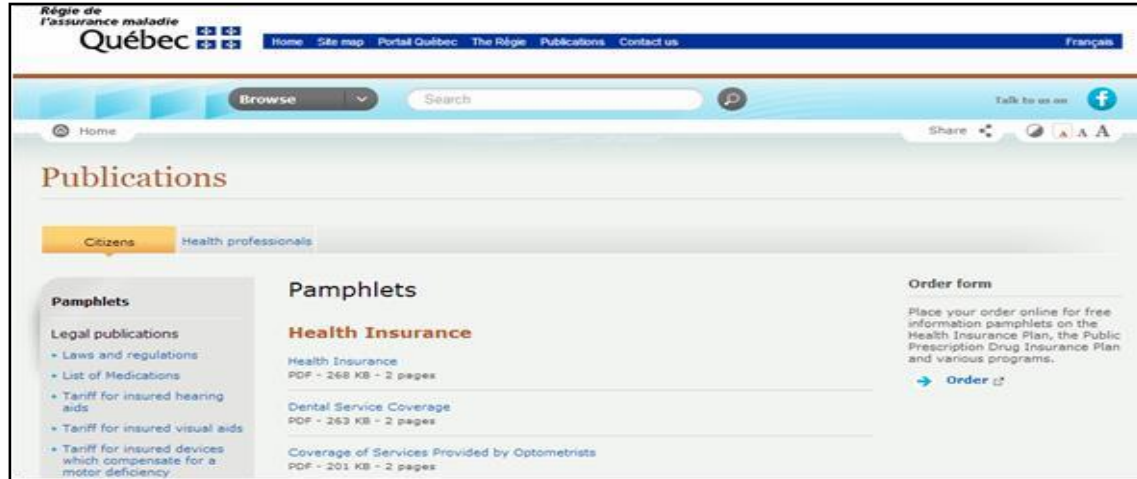 Régie de
l'assurance maladie
Québec
Home Site map Portail Québec The Régie Publications Contact us Français
Browse Search Talk to us on f
Home Share A A A
Publications
Citizens Health professionals
Pamphlets
Legal publications
• Laws and regulations
• List of Medications
• Tariff for insured hearing
aids
• Tariff for insured visual aids
• Tariff for insured devices
which compensate for a
motor deficiency
Pamphlets
Health Insurance
Health Insurance
PDF - 268 KB - 2 pages
Dental Service Coverage
PDF - 263 KB - 2 pages
Coverage of Services Provided by Optometrists
PDF - 201 KB - 2 pages
Order form
Place your order online for free
information pamphlets on the
Health Insurance Plan, the Public
Prescription Drug Insurance Plan
and various programs.
Order